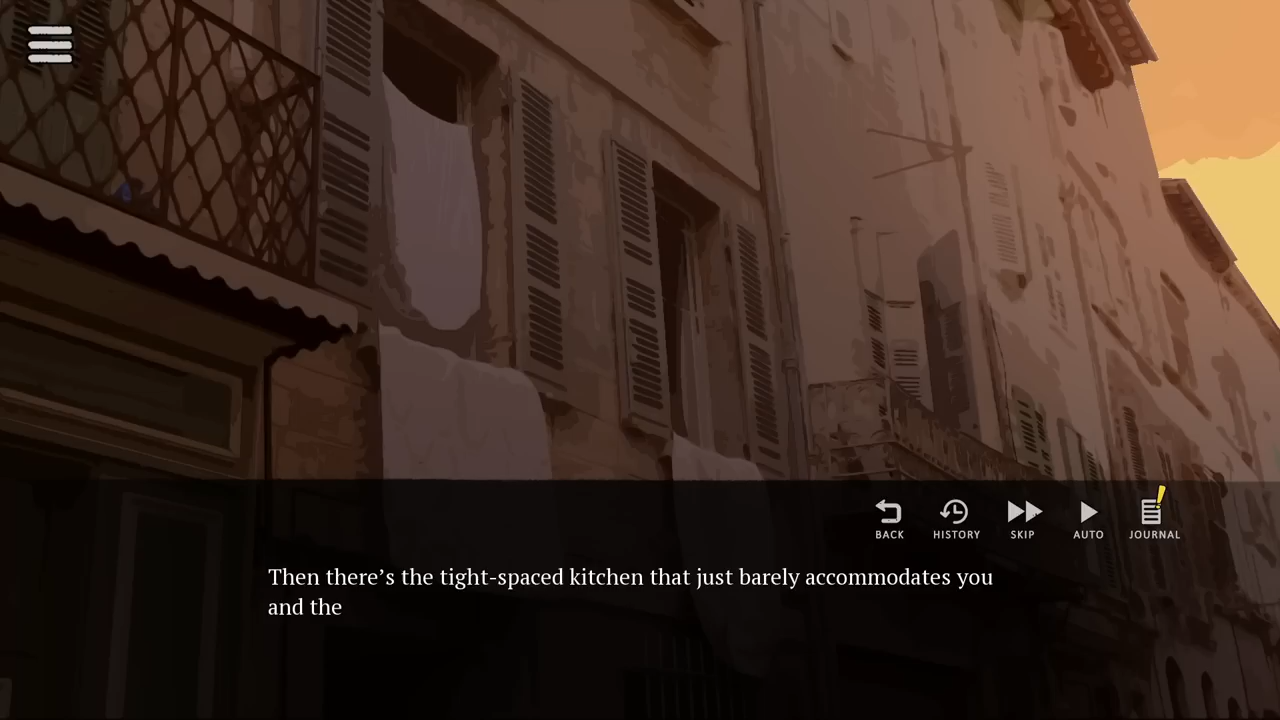 BACK HISTORY SKIP AUTO JOURNAL
Then there’s the tight-spaced kitchen that just barely accommodates you
and the